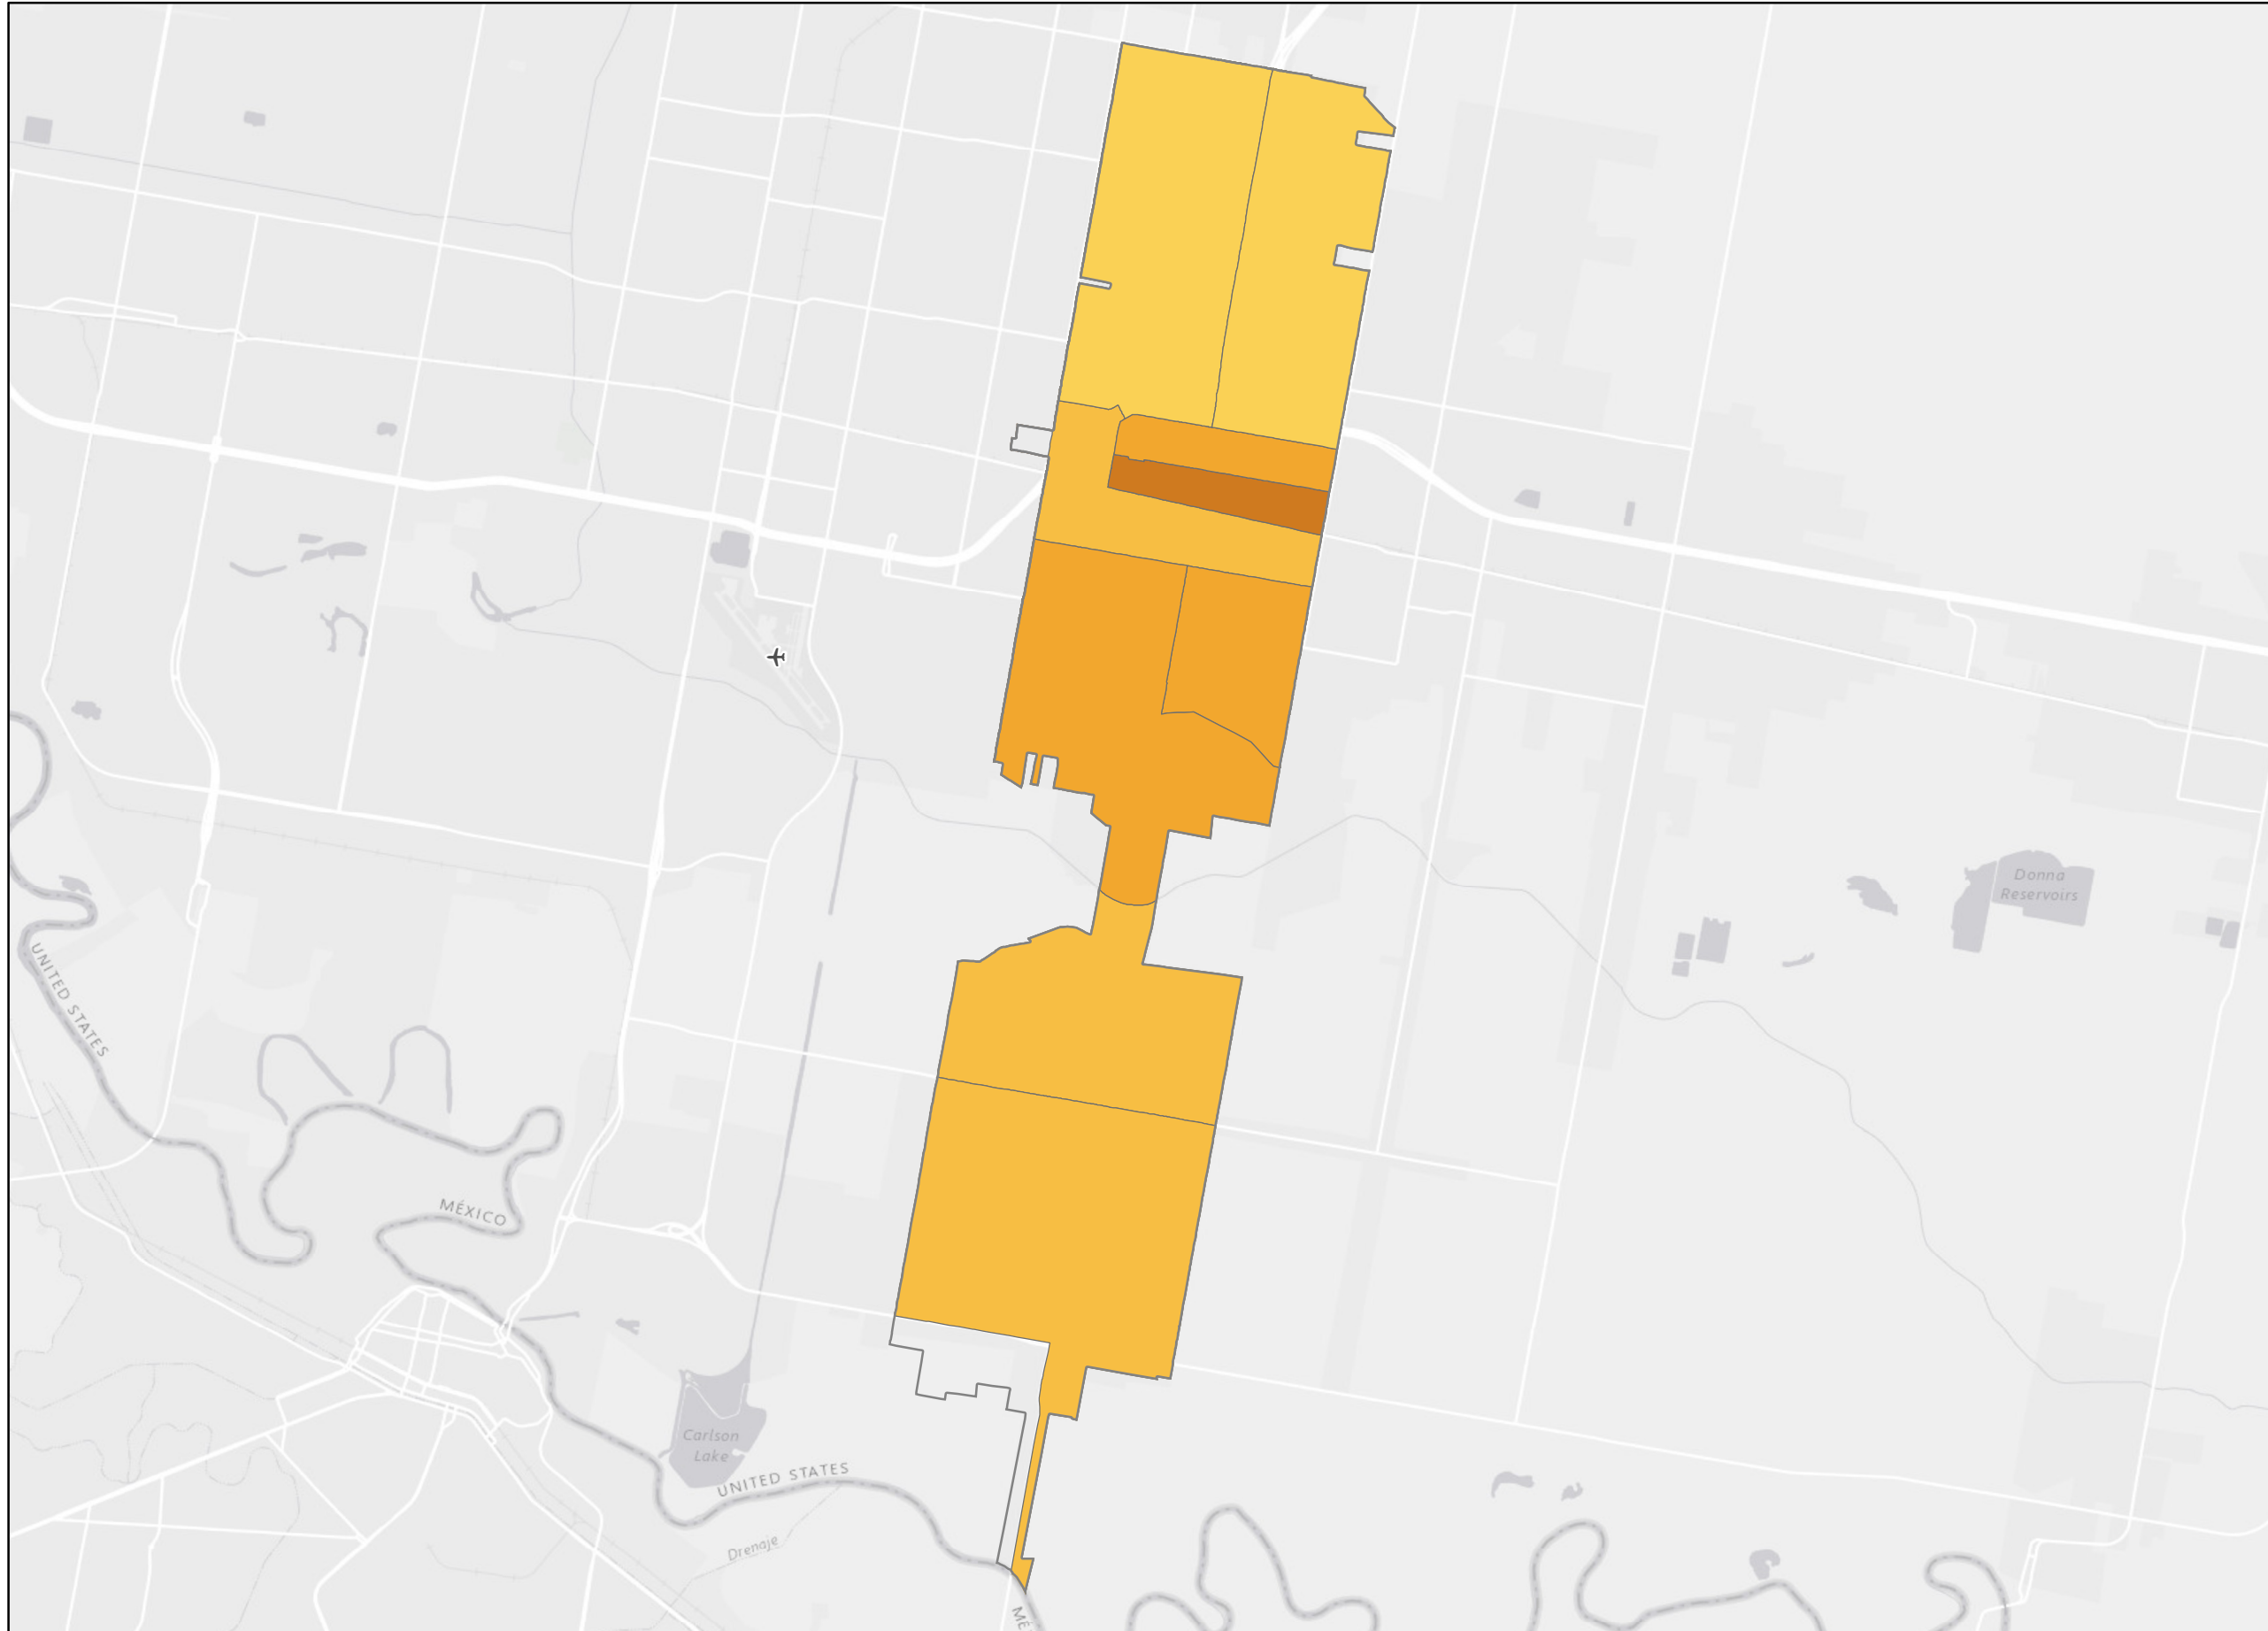 Donna
Reservoirs
UNITED STATES
MÉXICO
Carlson
Lake
UNITED STATES
Drenaje